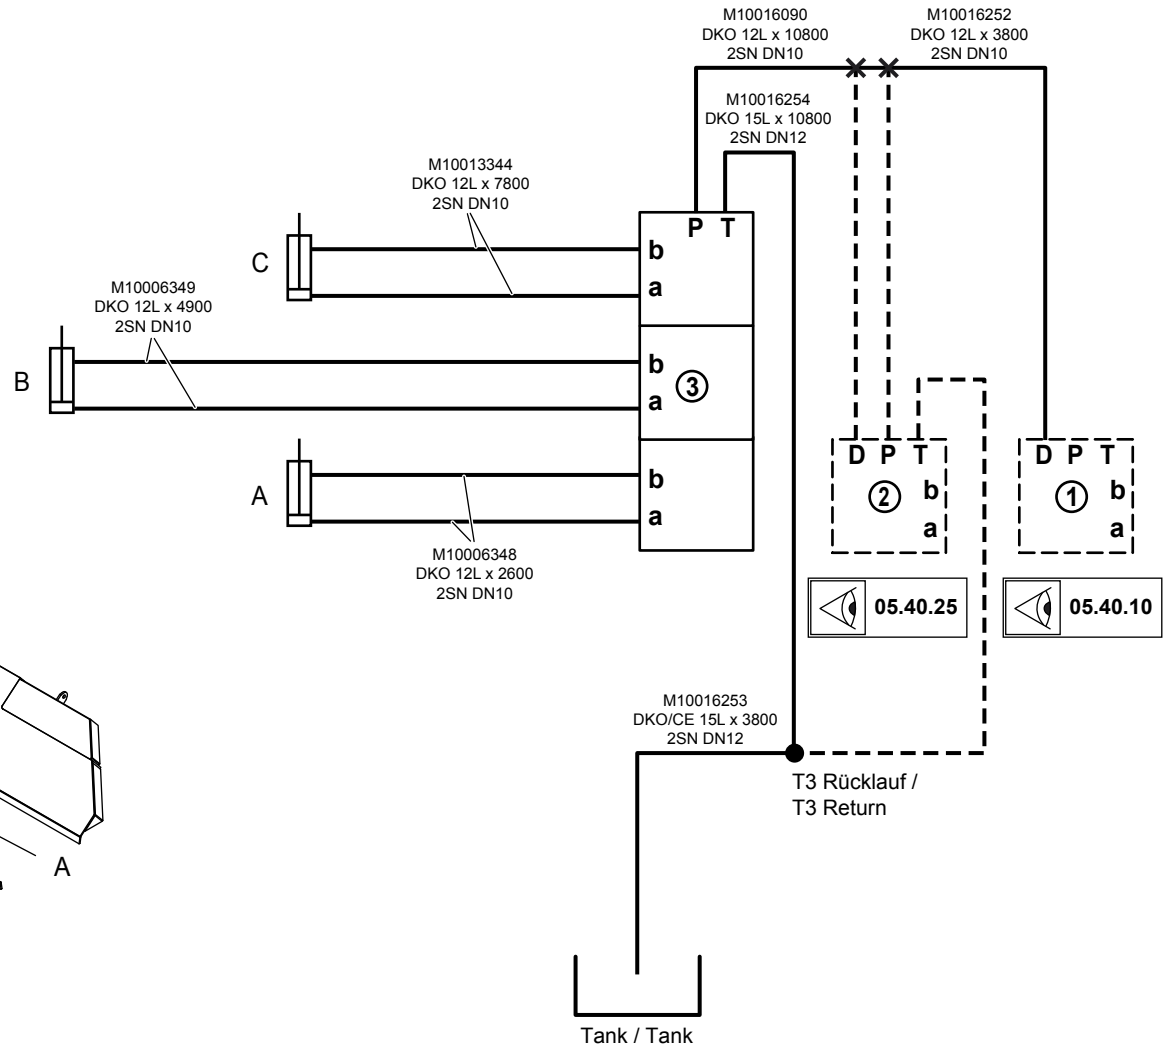 M10016090
DKO 12L x 10800
2SN DN10
M10016252
DKO 12L x 3800
2SN DN10
M10016254
DKO 15L x 10800
2SN DN12
M10013344
DKO 12L x 7800
2SN DN10
P T
C
b
a
M10006349
DKO 12L x 4900
2SN DN10
B
b
a
3
A
b
a
M10006348
DKO 12L x 2600
2SN DN10
D P T
2
b
a
D P T
1
b
a
05.40.25
05.40.10
M10016253
DKO/CE 15L x 3800
2SN DN12
T3 Rücklauf /
T3 Return
A
Tank / Tank